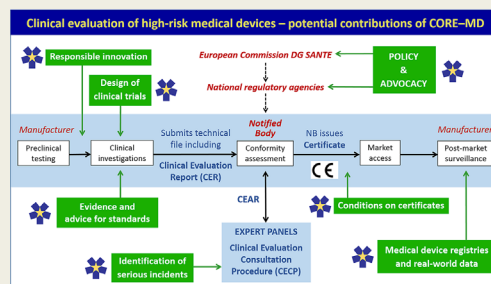 Clinical evaluation of high-risk medical devices – potential contributions of CORE–MD
Responsible innovation
European Commission DG SANTE
POLICY
&
ADVOCACY
Design of
clinical trials
National regulatory agencies
Manufacturer
Submits technical
file including
Notified
Body
NB issues
Certificate
Manufacturer
Preclinical
testing
Clinical
investigations
Clinical Evaluation
Report (CER)
Conformity
assessment
CE
Market
access
Post-market
surveillance
CEAR
Evidence and
advice for standards
EXPERT PANELS
Clinical Evaluation
Consultation
Procedure (CECP)
Conditions on certificates
Identification of
serious incidents
Medical device registries
and real-world data